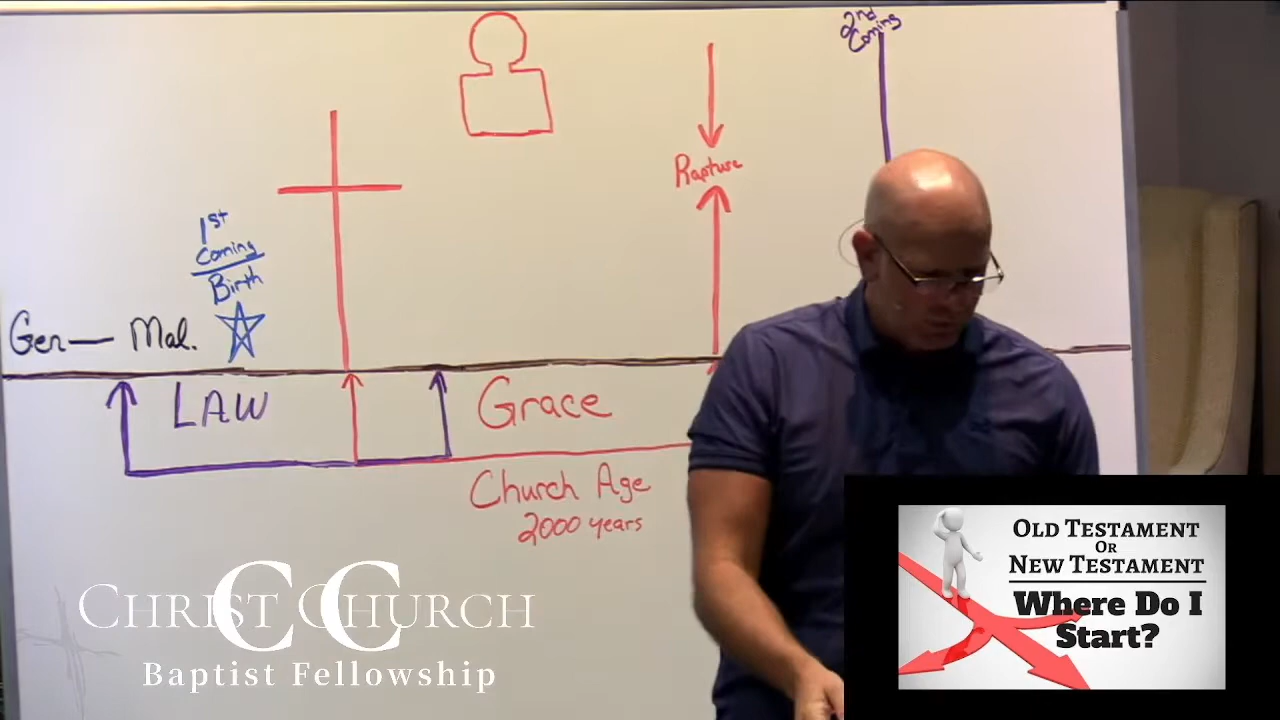 2nd
Coming
Rapture
1st
Coming
Birth
Gen— Mal.
LAW
Grace
Church Age
2000 years
CC
CHRIST CHURCH
Baptist Fellowship
OLD TESTAMENT
OR
NEW TESTAMENT
Where Do I
Start?